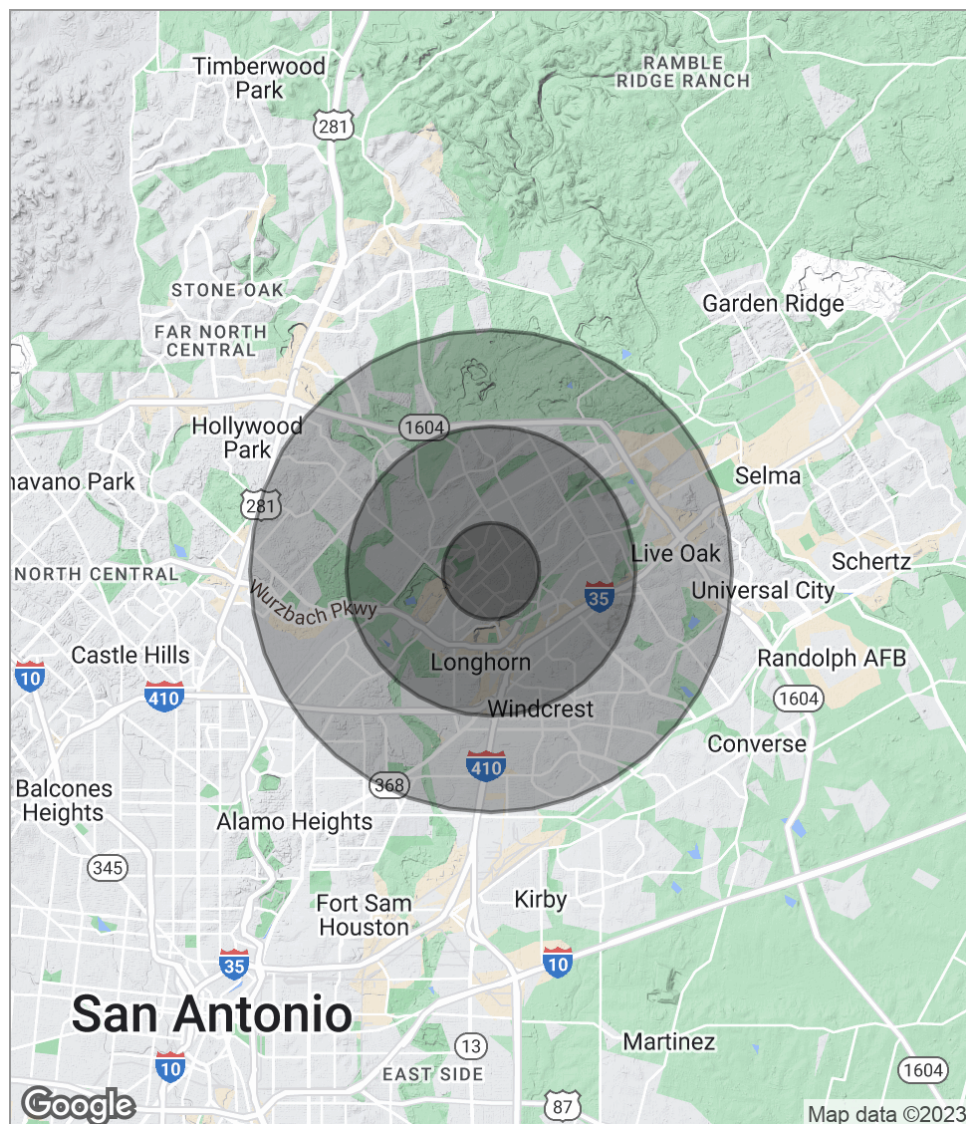 Timberwood
Park
RAMBLE
RIDGE RANCH
281
STONE OAK
Garden Ridge
FAR NORTH
CENTRAL
Hollywood
Park
1604
navano Park
Selma
281
Live Oak
Schertz
NORTH CENTRAL
Universal City
35
Wurzbach Pkwy
Castle Hills
Longhorn
Randolph AFB
10
410
1604
Windcrest
Converse
410
368
Balcones
Heights
Alamo Heights
345
Fort Sam
Houston
Kirby
35
10
San Antonio
13
Martinez
10
EAST SIDE
1604
Google
87
Map data ©2023